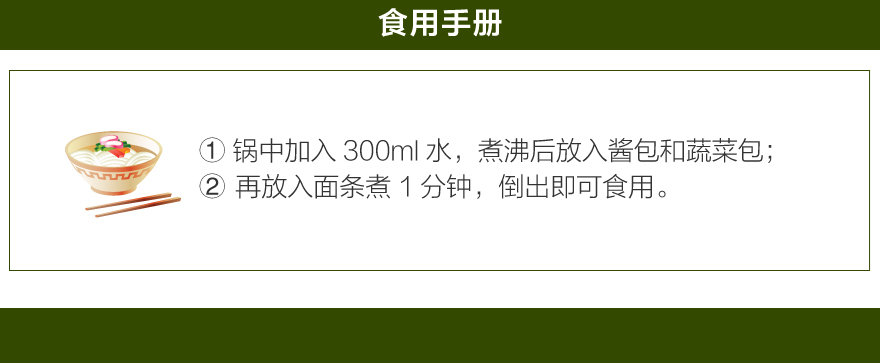 食用手册
① 锅中加入 300ml 水，煮沸后放入酱包和蔬菜包；
② 再放入面条煮 1 分钟，倒出即可食用。